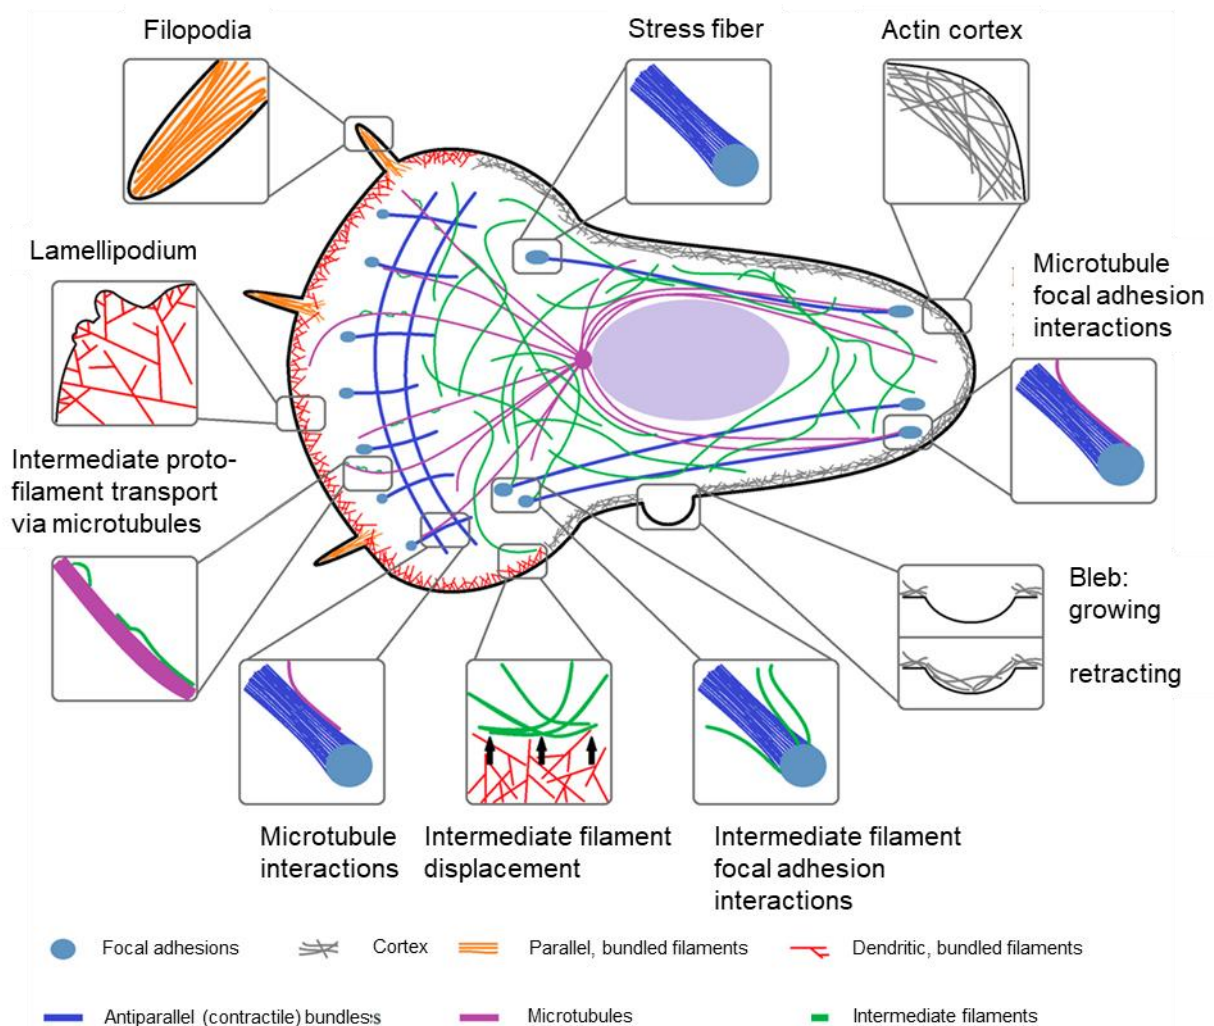 Filopodia
Stress fiber
Actin cortex
Lamellipodium
Microtubule
focal adhesion
interactions
Intermediate proto-
filament transport
via microtubules
Bleb:
growing
retracting
Microtubule
interactions
Intermediate filament
displacement
Intermediate filament
focal adhesion
interactions
Focal adhesions
Cortex
Parallel, bundled filaments
Dendritic, bundled filaments
Antiparallel (contractile) bundless
Microtubules
Intermediate filaments